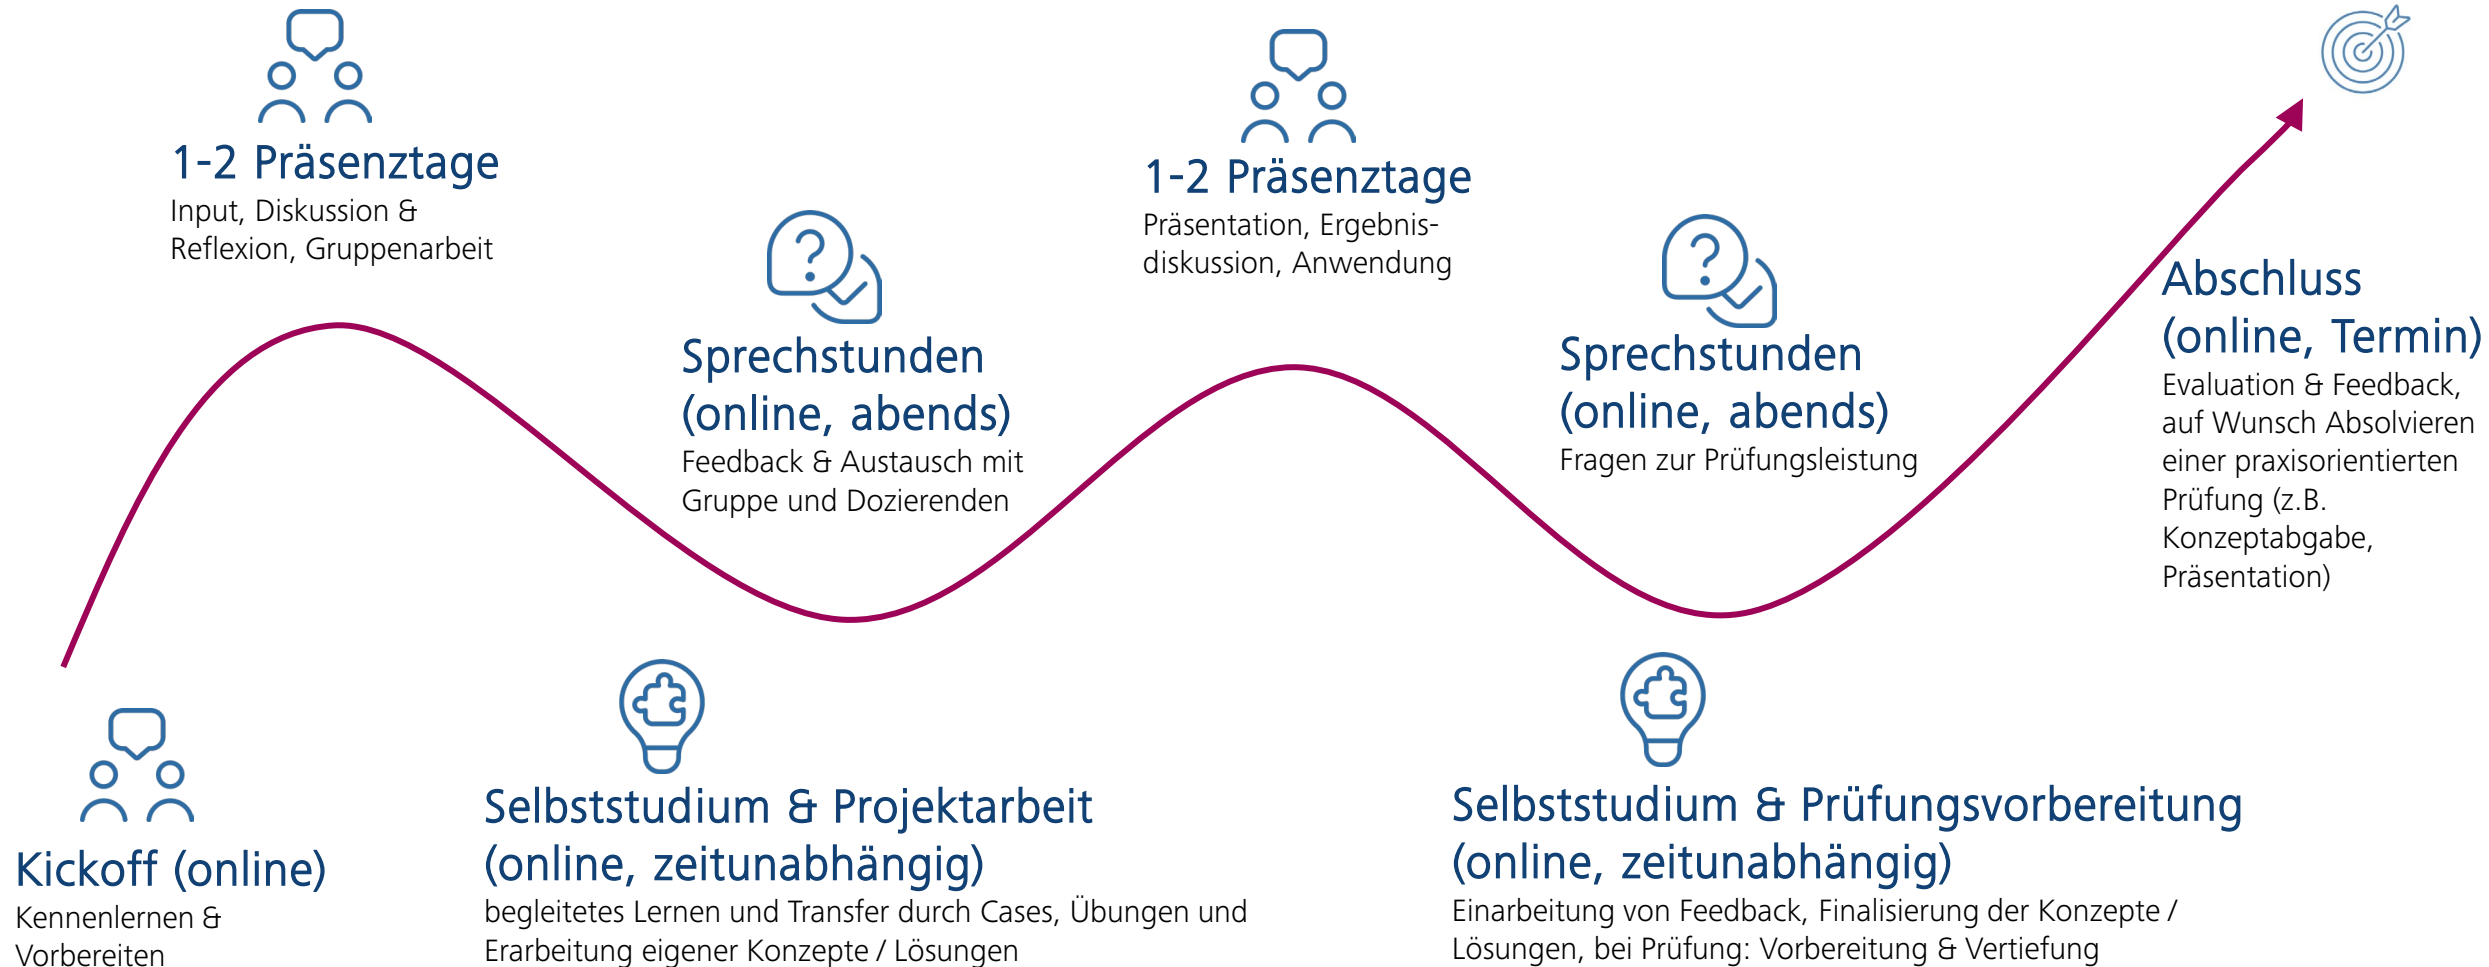 1-2 Präsenztage
Input, Diskussion &
Reflexion, Gruppenarbeit
1-2 Präsenztage
Präsentation, Ergebnis-
diskussion, Anwendung
Sprechstunden
(online, abends)
Feedback & Austausch mit
Gruppe und Dozierenden
Sprechstunden
(online, abends)
Fragen zur Prüfungsleistung
Abschluss
(online, Termin)
Evaluation & Feedback,
auf Wunsch Absolvieren
einer praxisorientierten
Prüfung (z.B.
Konzeptabgabe,
Präsentation)
Kickoff (online)
Kennenlernen &
Vorbereiten
Selbststudium & Projektarbeit
(online, zeitunabhängig)
begleitetes Lernen und Transfer durch Cases, Übungen und
Erarbeitung eigener Konzepte / Lösungen
Selbststudium & Prüfungsvorbereitung
(online, zeitunabhängig)
Einarbeitung von Feedback, Finalisierung der Konzepte /
Lösungen, bei Prüfung: Vorbereitung & Vertiefung